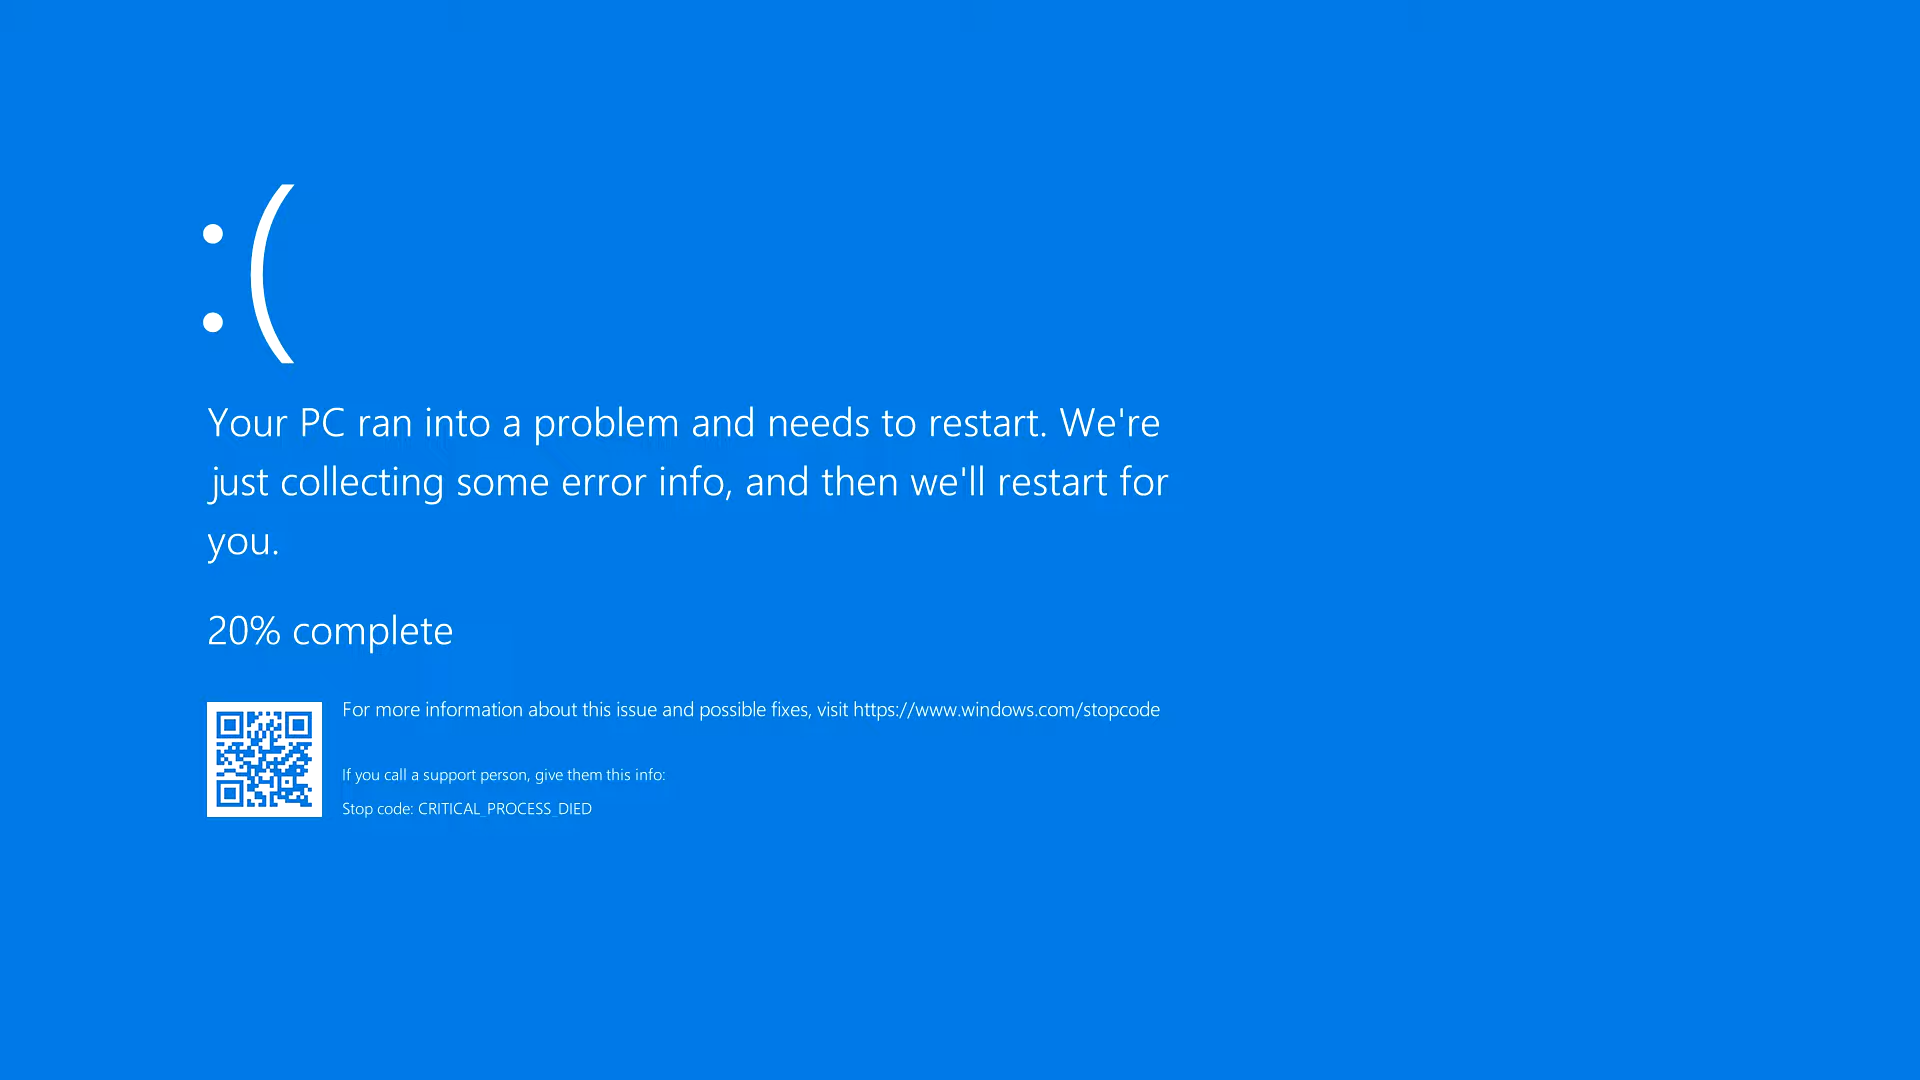 :(
Your PC ran into a problem and needs to restart. We're
just collecting some error info, and then we'll restart for
you.
20% complete
For more information about this issue and possible fixes, visit https://www.windows.com/stopcode
If you call a support person, give them this info:
Stop code: CRITICAL_PROCESS_DIED